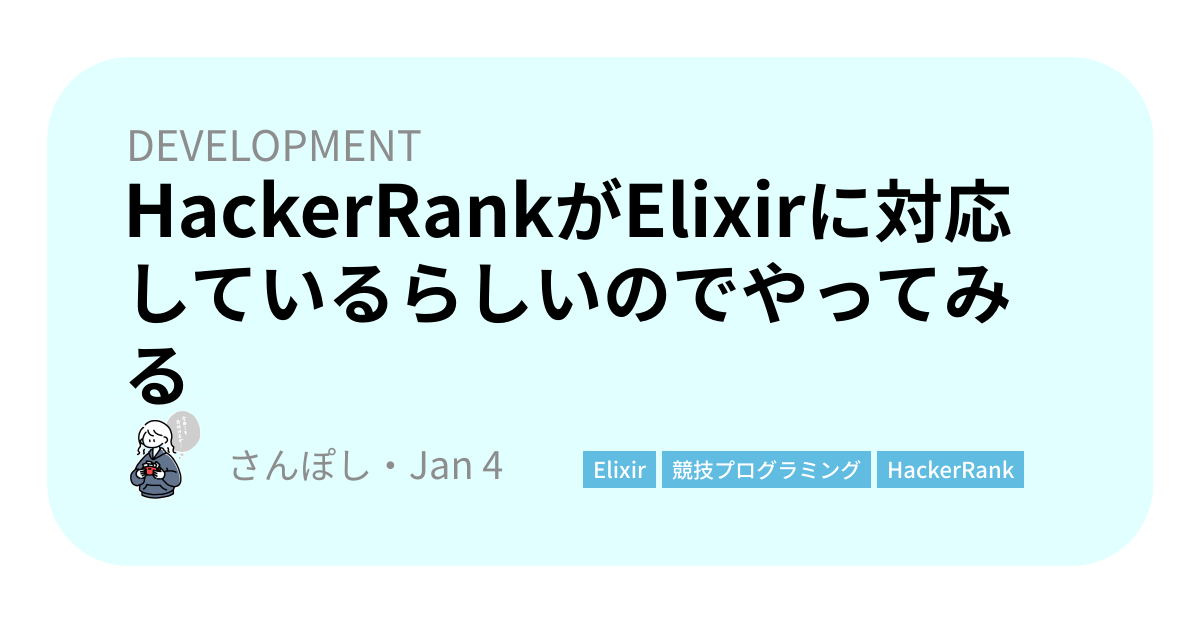 DEVELOPMENT
HackerRankがElixirに対応
しているらしいのでやってみ
る
さんぽし・Jan 4
Elixir 競技プログラミング HackerRank